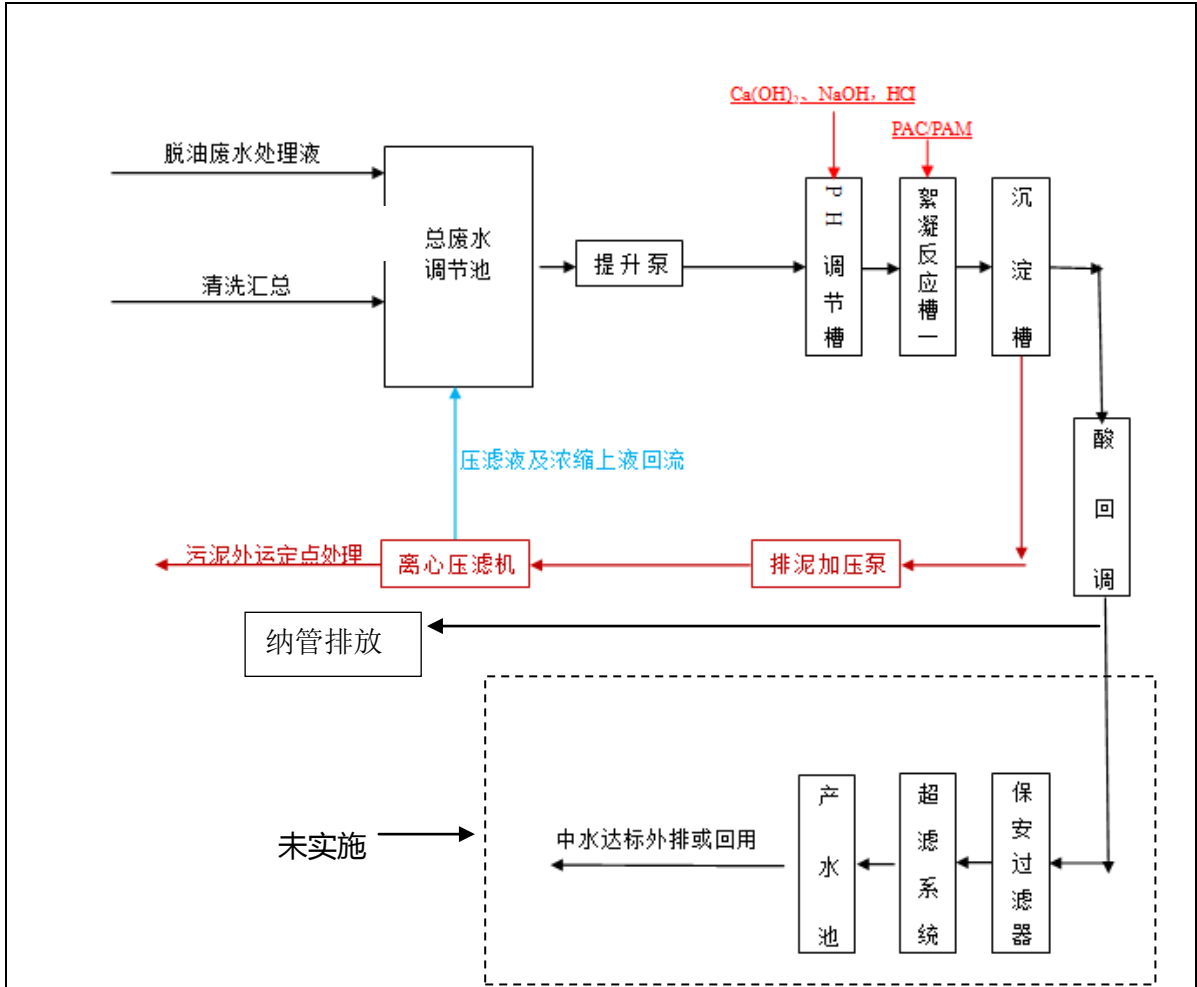 Ca(OH)₂、NaOH，HCl
PAC/PAM
脱油废水处理液
清洗汇总
总废水
调节池
提升泵
PH调节槽
絮凝反应槽一
沉淀槽
酸回调
压滤液及浓缩上液回流
污泥外运定点处理
离心压滤机
排泥加压泵
纳管排放
未实施
中水达标外排或回用
产水池
超滤系统
保安过滤器